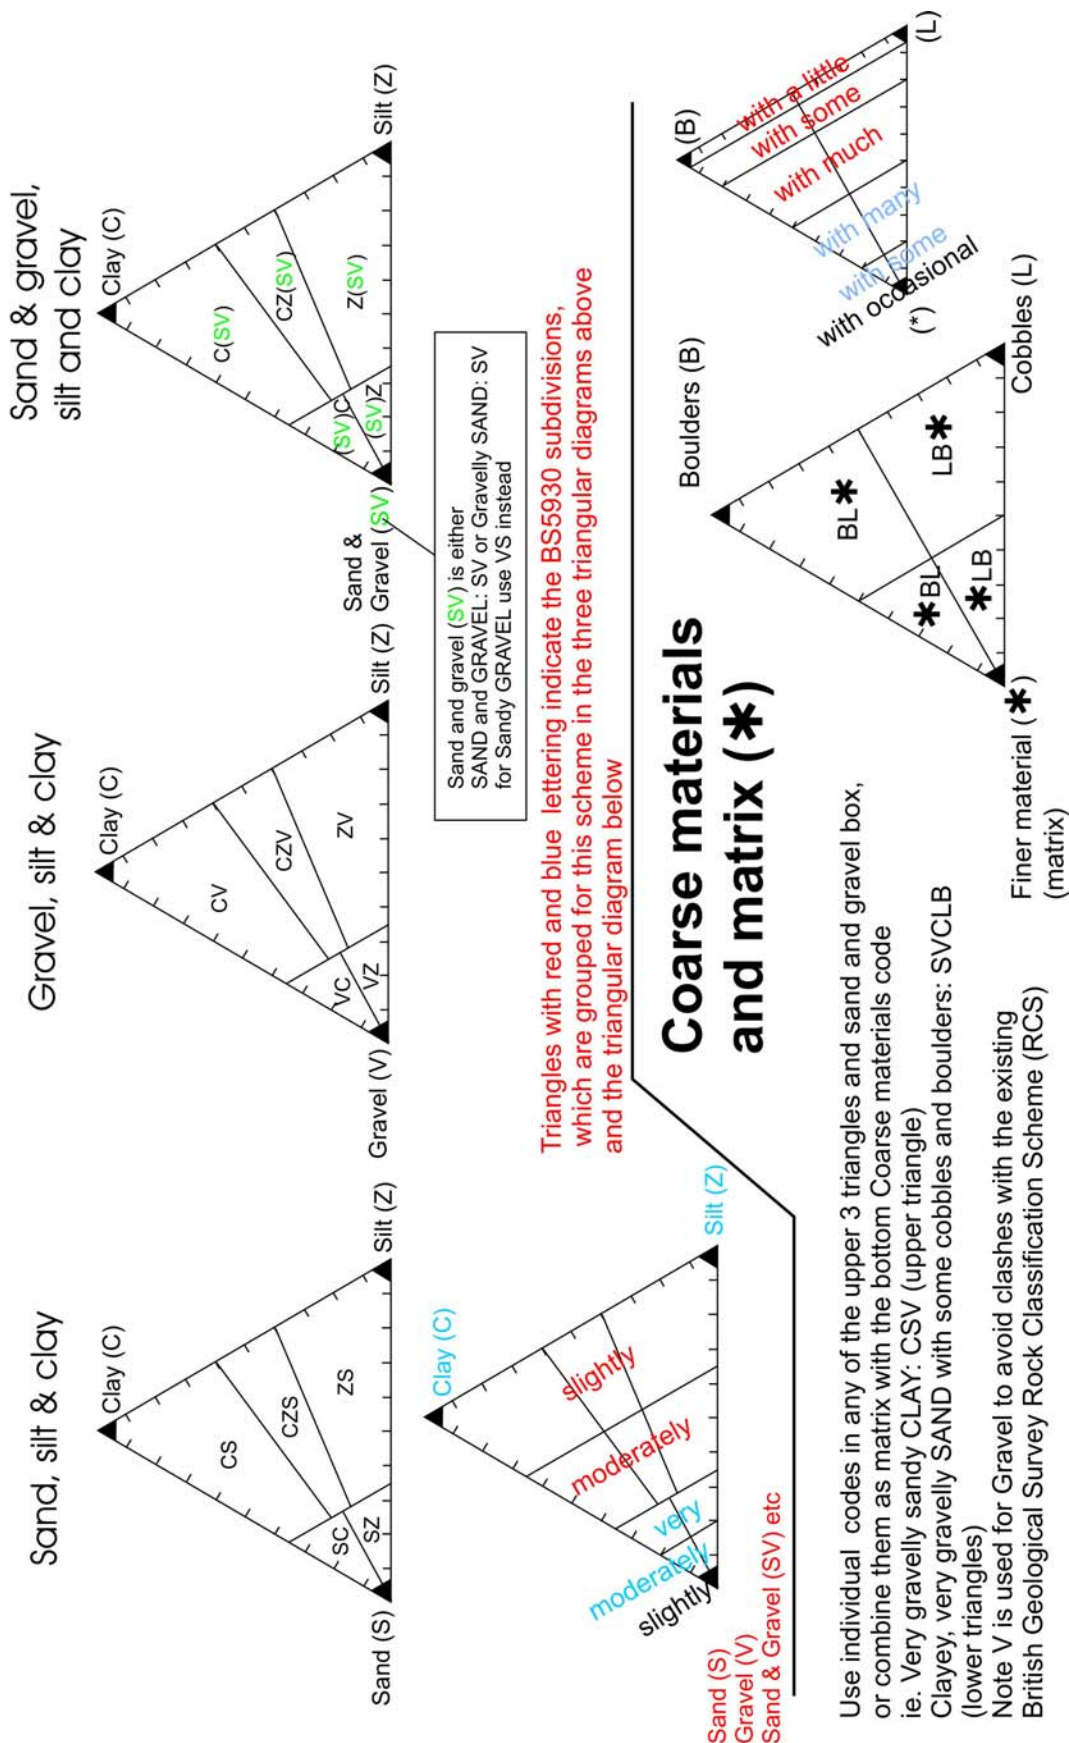 Sand, silt & clay
Clay (C)
CS
CZS
ZS
SC
SZ
Sand (S)
Silt (Z)
Gravel, silt & clay
Clay (C)
CV
CZV
ZV
VC
VZ
Gravel (V)
Silt (Z)
Sand & gravel,
silt and clay
Clay (C)
C(SV)
CZ(SV)
Z(SV)
(SV)C
(SV)Z
Sand &
Gravel (SV)
Silt (Z)
Sand and gravel (SV) is either
SAND and GRAVEL: SV or Gravelly SAND: SV
for Sandy GRAVEL use VS instead
Clay (C)
slightly
moderately
very
moderately
slightly
Silt (Z)
Sand (S)
Gravel (V)
Sand & Gravel (SV) etc
Triangles with red and blue lettering indicate the BS5930 subdivisions,
which are grouped for this scheme in the three triangular diagrams above
and the triangular diagram below
Coarse materials
and matrix (*)
Use individual codes in any of the upper 3 triangles and sand and gravel box,
or combine them as matrix with the bottom Coarse materials code
ie. Very gravelly sandy CLAY: CSV (upper triangle)
Clayey, very gravelly SAND with some cobbles and boulders: SVCLB
(lower triangles)
Note V is used for Gravel to avoid clashes with the existing
British Geological Survey Rock Classification Scheme (RCS)
Boulders (B)
BL*
LB*
*BL
*LB
Finer material (*)
(matrix)
Cobbles (L)
(B)
with a little
with some
with much
with many
with some
with occasional
(*)
(L)